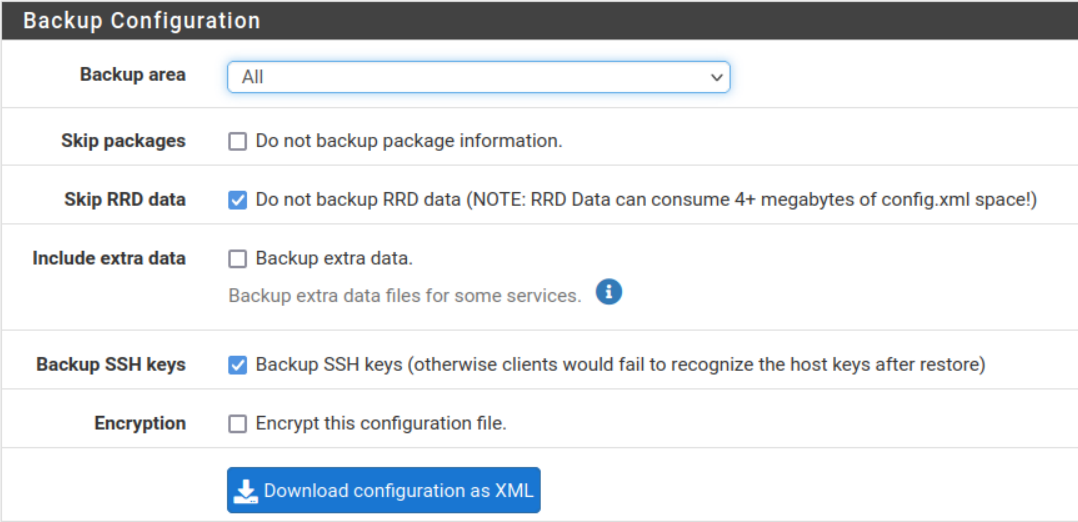 Backup Configuration
Backup area All
Skip packages Do not backup package information.
Skip RRD data Do not backup RRD data (NOTE: RRD Data can consume 4+ megabytes of config.xml space!)
Include extra data Backup extra data.
Backup extra data files for some services.
Backup SSH keys Backup SSH keys (otherwise clients would fail to recognize the host keys after restore)
Encryption Encrypt this configuration file.
Download configuration as XML